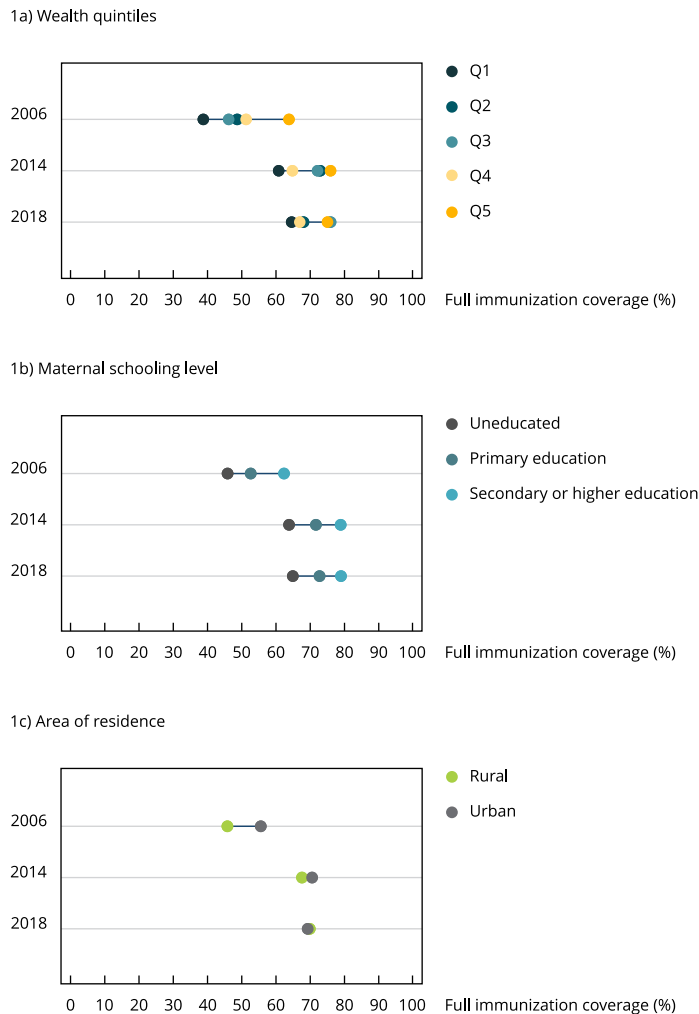 1a) Wealth quintiles
Q1
Q2
Q3
Q4
Q5
2006
2014
2018
0 10 20 30 40 50 60 70 80 90 100 Full immunization coverage (%)
1b) Maternal schooling level
Uneducated
Primary education
Secondary or higher education
2006
2014
2018
0 10 20 30 40 50 60 70 80 90 100 Full immunization coverage (%)
1c) Area of residence
Rural
Urban
2006
2014
2018
0 10 20 30 40 50 60 70 80 90 100 Full immunization coverage (%)